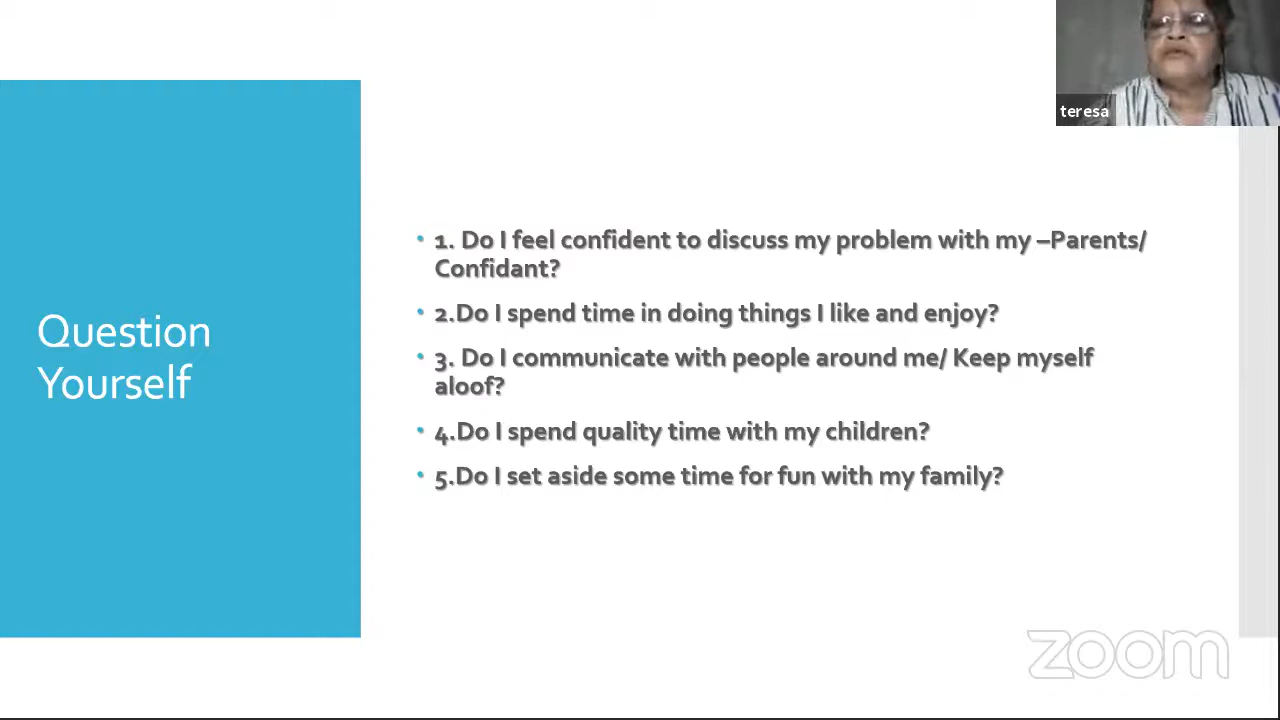 teresa
Question
Yourself
• 1. Do I feel confident to discuss my problem with my –Parents/
Confidant?
• 2.Do I spend time in doing things I like and enjoy?
• 3. Do I communicate with people around me/ Keep myself
aloof?
• 4.Do I spend quality time with my children?
• 5.Do I set aside some time for fun with my family?
zoom